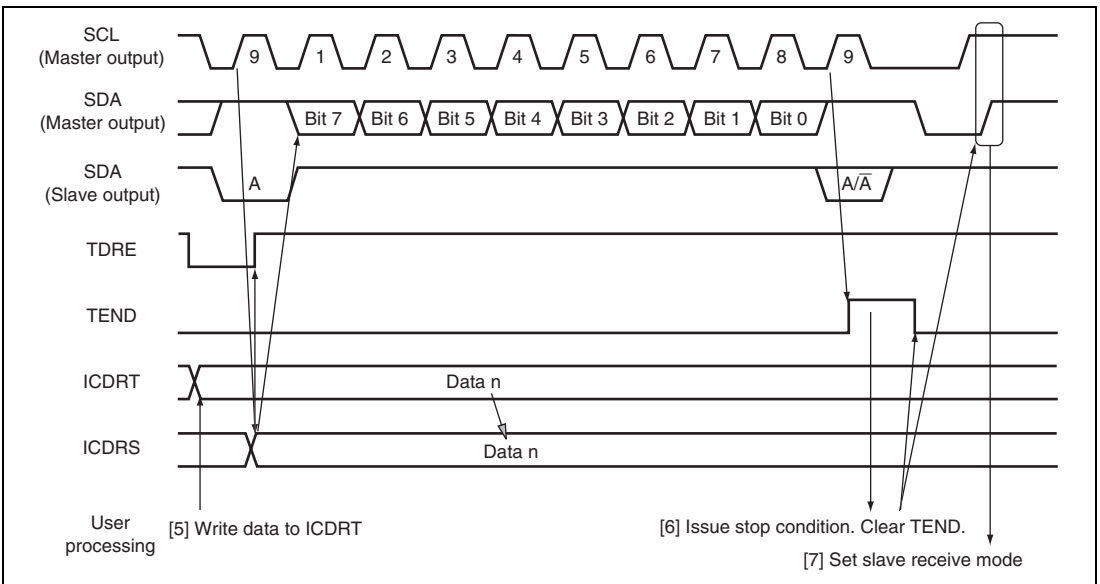 SCL
(Master output)
9 1 2 3 4 5 6 7 8 9
SDA
(Master output)
Bit 7 Bit 6 Bit 5 Bit 4 Bit 3 Bit 2 Bit 1 Bit 0
SDA
(Slave output)
A A/A̅
TDRE
TEND
ICDRT
Data n
ICDRS
Data n
User
processing
[5] Write data to ICDRT
[6] Issue stop condition. Clear TEND.
[7] Set slave receive mode